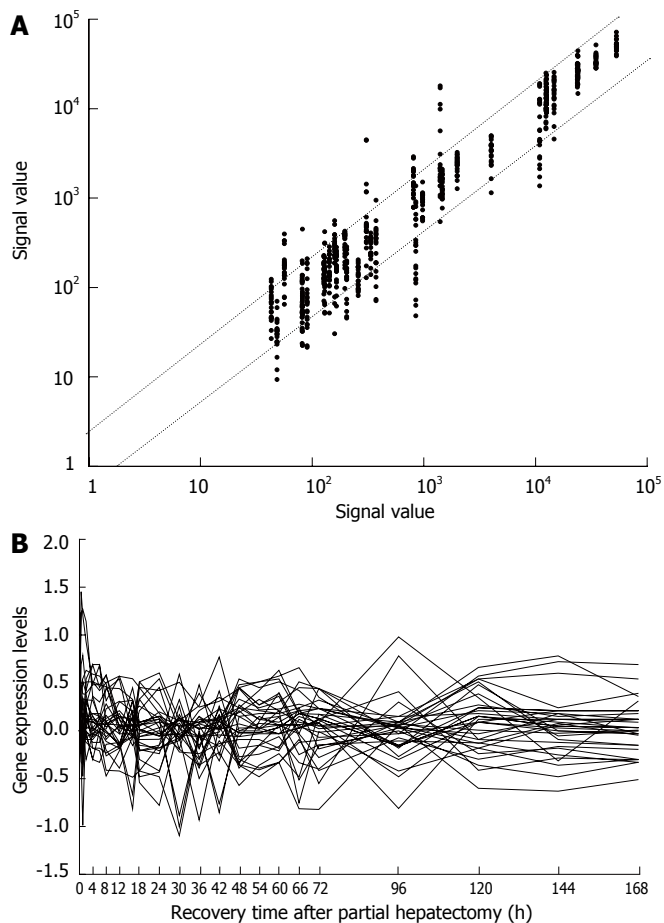 A
10^5
10^4
10^3
10^2
10
1
Signal value
1 10 10^2 10^3 10^4 10^5
Signal value
B
2.0
1.5
1.0
0.5
0.0
-0.5
-1.0
-1.5
Gene expression levels
0 4 8 12 18 24 30 36 42 48 54 60 66 72 96 120 144 168
Recovery time after partial hepatectomy (h)